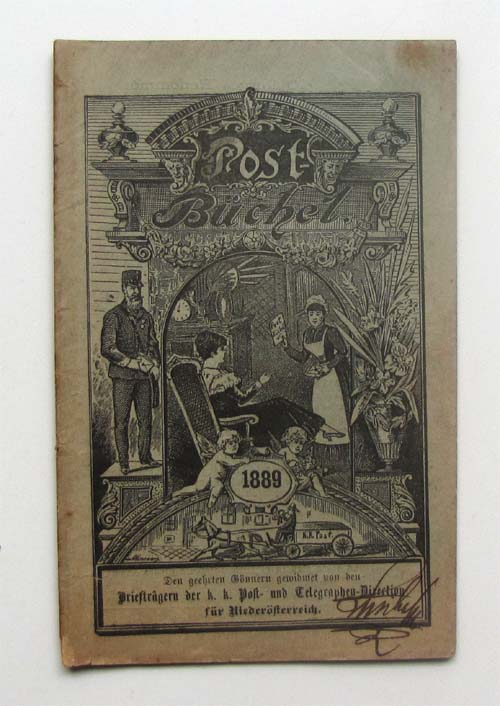 Post-
Büchel.
1889
K.K. Post.
Den geehrten Gönnern gewidmet von den
Briefträgern der k. k. Post- und Telegraphen-Direction
für Niederösterreich.